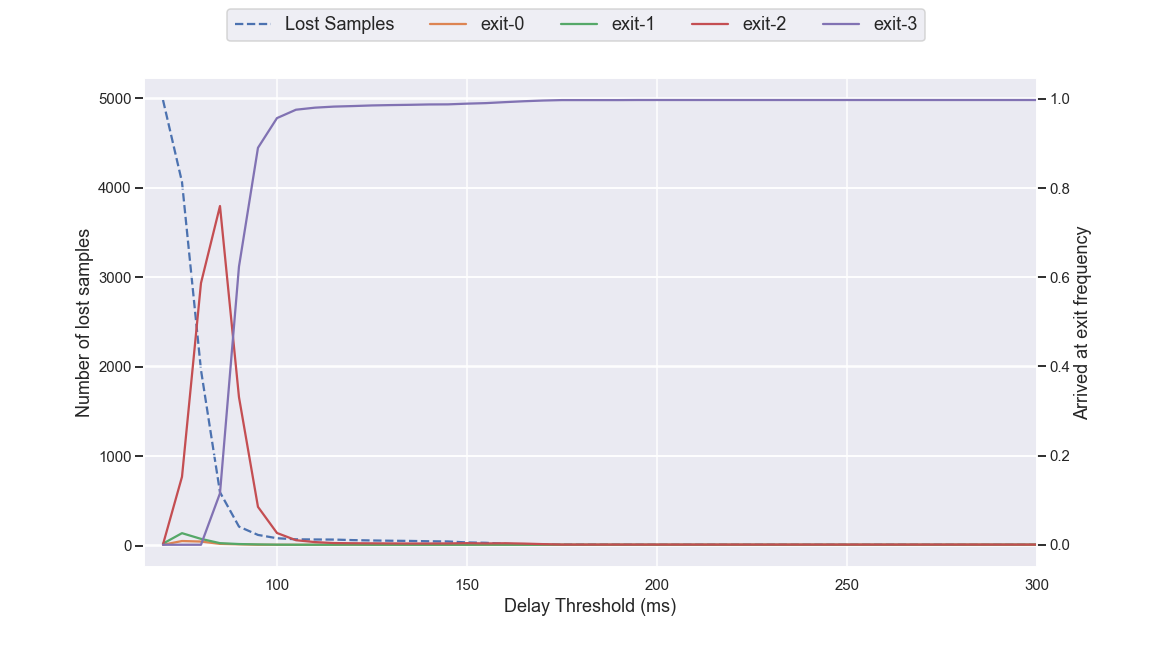 Lost Samples exit-0 exit-1 exit-2 exit-3
5000 1.0
4000 0.8
3000 0.6
2000 0.4
1000 0.2
0 0.0
Number of lost samples
Arrived at exit frequency
100 150 200 250 300
Delay Threshold (ms)